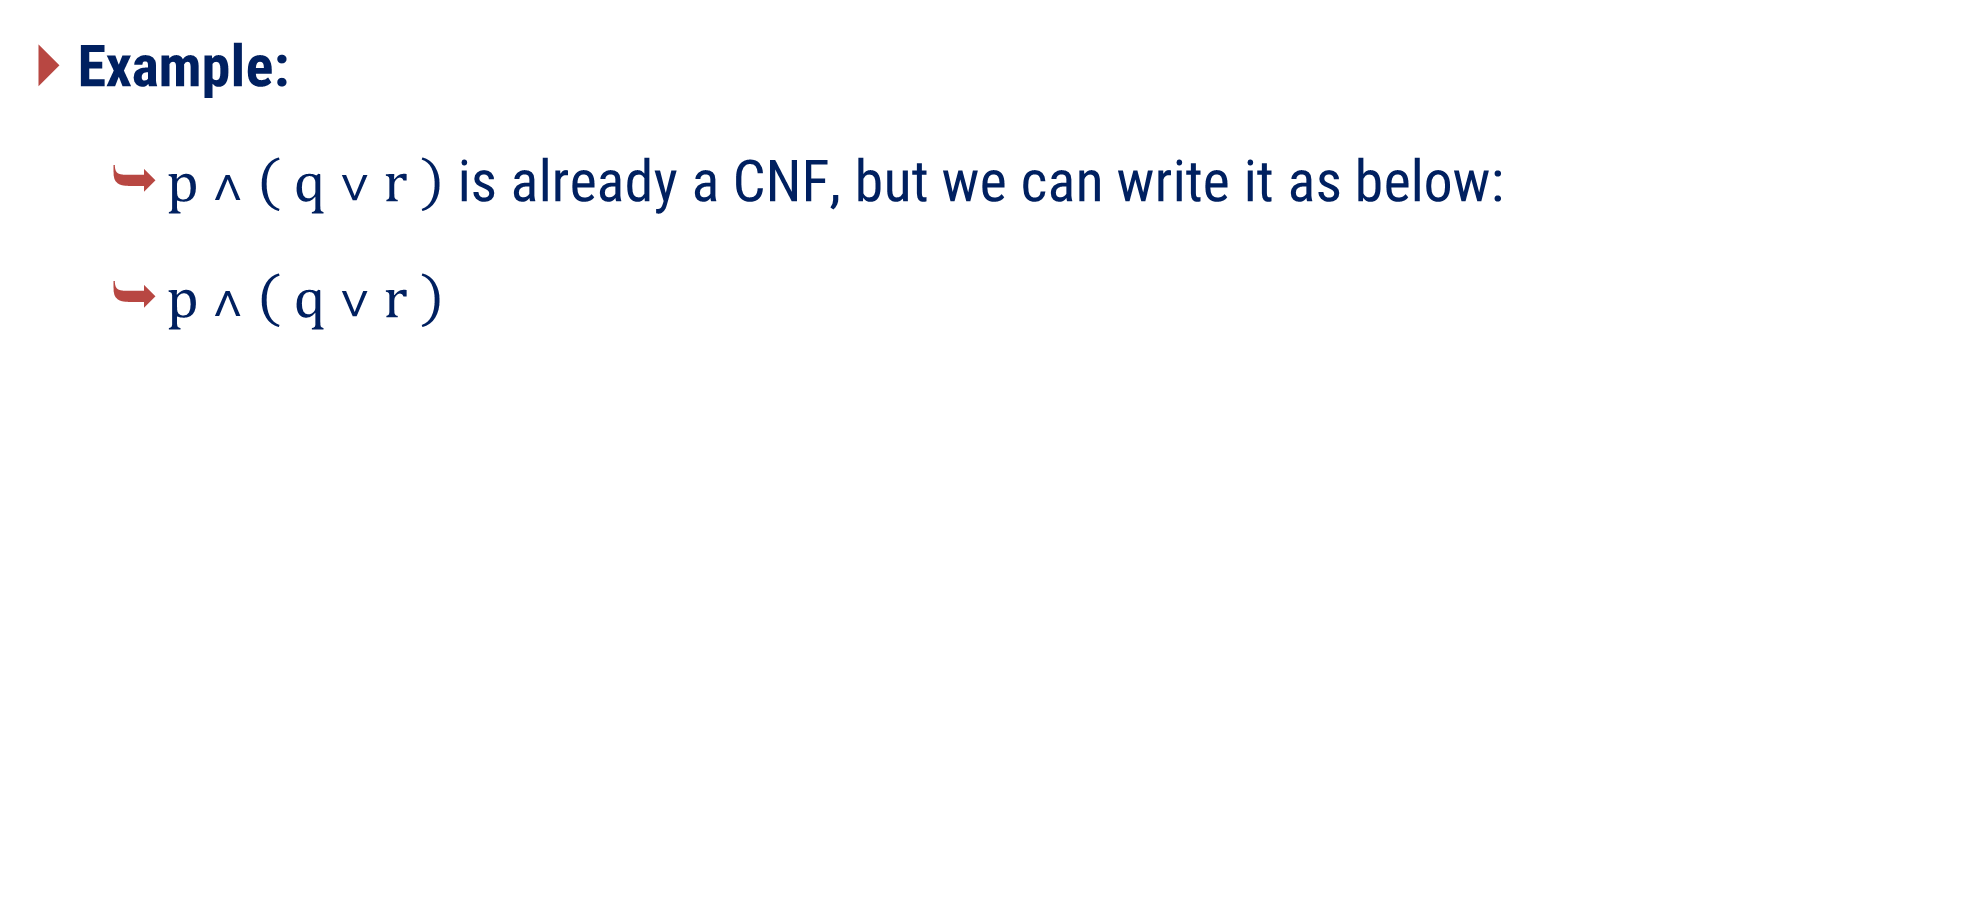 Example:
p ∧ ( q ∨ r ) is already a CNF, but we can write it as below:
p ∧ ( q ∨ r )